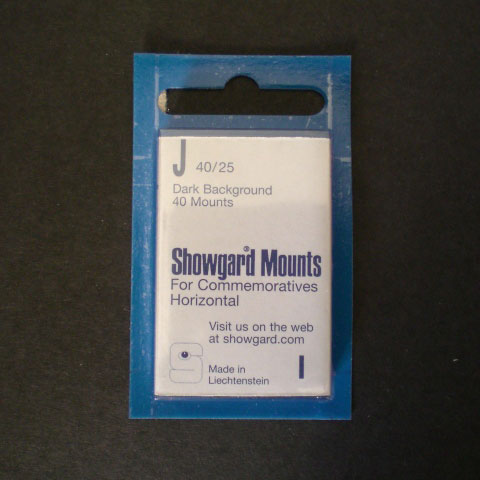 J 40/25
Dark Background
40 Mounts
Showgard® Mounts
For Commemoratives
Horizontal
Visit us on the web
at showgard.com
S
Made in
Liechtenstein
I